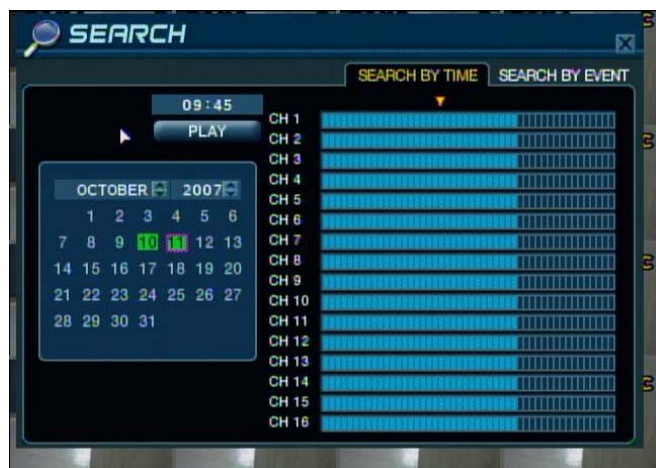 SEARCH
SEARCH BY TIME SEARCH BY EVENT
09:45
PLAY
OCTOBER 2007
1 2 3 4 5 6
7 8 9 10 11 12 13
14 15 16 17 18 19 20
21 22 23 24 25 26 27
28 29 30 31
CH 1
CH 2
CH 3
CH 4
CH 5
CH 6
CH 7
CH 8
CH 9
CH 10
CH 11
CH 12
CH 13
CH 14
CH 15
CH 16